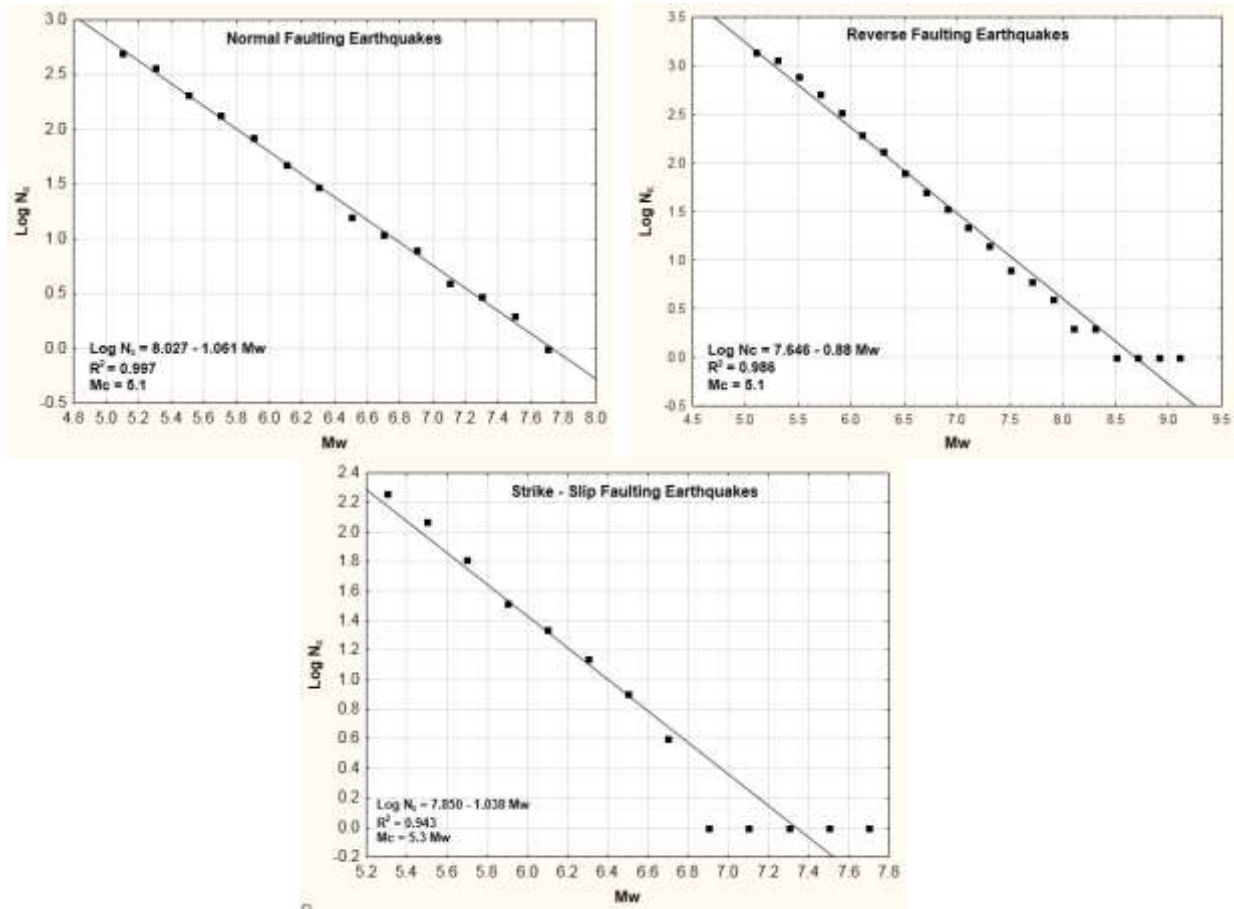 Normal Faulting Earthquakes
3.0
2.5
2.0
1.5
1.0
0.5
0.0
-0.5
Log Nc
Log Nc = 8.027 - 1.061 Mw
R² = 0.997
Mc = 5.1
4.8 5.0 5.2 5.4 5.6 5.8 6.0 6.2 6.4 6.6 6.8 7.0 7.2 7.4 7.6 7.8 8.0
Mw
Reverse Faulting Earthquakes
3.5
3.0
2.5
2.0
1.5
1.0
0.5
0.0
-0.5
Log Nc
Log Nc = 7.646 - 0.88 Mw
R² = 0.986
Mc = 5.1
4.5 5.0 5.5 6.0 6.5 7.0 7.5 8.0 8.5 9.0 9.5
Mw
Strike - Slip Faulting Earthquakes
2.4
2.2
2.0
1.8
1.6
1.4
1.2
1.0
0.8
0.6
0.4
0.2
0.0
-0.2
Log Nc
Log Nc = 7.850 - 1.038 Mw
R² = 0.943
Mc = 5.3 Mw
5.2 5.4 5.6 5.8 6.0 6.2 6.4 6.6 6.8 7.0 7.2 7.4 7.6 7.8
Mw